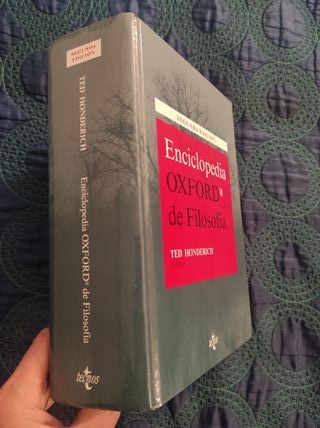 SEGUNDA
EDICIÓN
TED HONDERICH
Enciclopedia OXFORD® de Filosofía
tecnos
SEGUNDA EDICIÓN
Enciclopedia
OXFORD®
de Filosofía
TED HONDERICH
tecnos